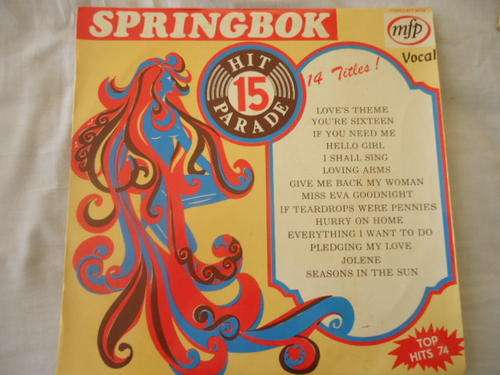 SPRINGBOK
mfp
Vocal
HIT
15
PARADE
14 Titles!
LOVE'S THEME
YOU'RE SIXTEEN
IF YOU NEED ME
HELLO GIRL
I SHALL SING
LOVING ARMS
GIVE ME BACK MY WOMAN
MISS EVA GOODNIGHT
IF TEARDROPS WERE PENNIES
HURRY ON HOME
EVERYTHING I WANT TO DO
PLEDGING MY LOVE
JOLENE
SEASONS IN THE SUN
TOP
HITS 74